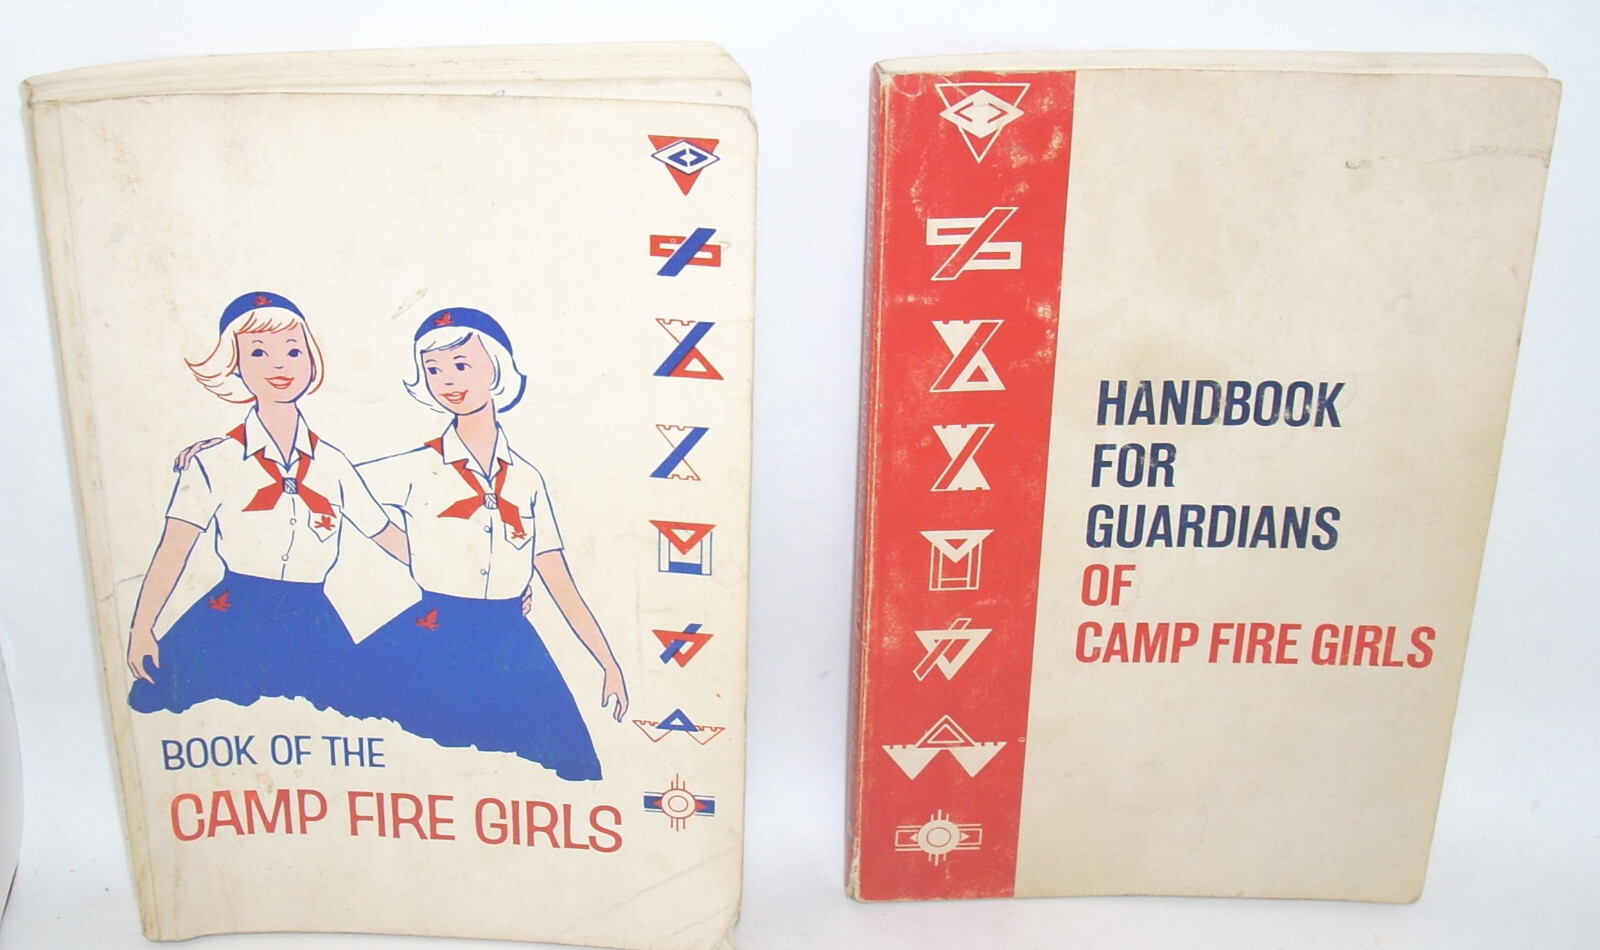 BOOK OF THE
CAMP FIRE GIRLS
HANDBOOK
FOR
GUARDIANS
OF
CAMP FIRE GIRLS